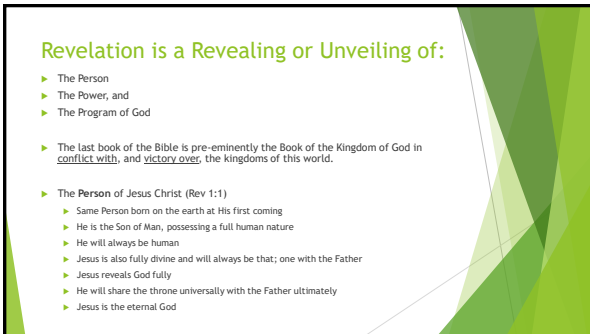 Revelation is a Revealing or Unveiling of:
The Person
The Power, and
The Program of God
The last book of the Bible is pre-eminently the Book of the Kingdom of God in
conflict with, and victory over, the kingdoms of this world.
The Person of Jesus Christ (Rev 1:1)
Same Person born on the earth at His first coming
He is the Son of Man, possessing a full human nature
He will always be human
Jesus is also fully divine and will always be that; one with the Father
Jesus reveals God fully
He will share the throne universally with the Father ultimately
Jesus is the eternal God